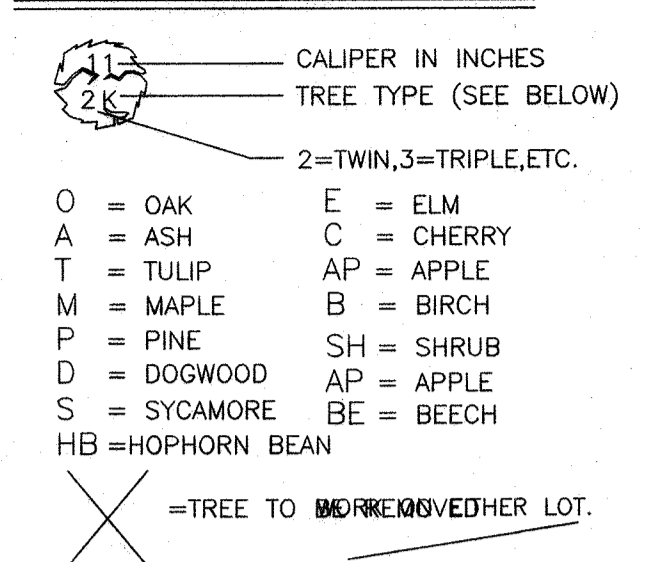 11
CALIPER IN INCHES
2K
TREE TYPE (SEE BELOW)
2=TWIN,3=TRIPLE,ETC.
O = OAK
A = ASH
T = TULIP
M = MAPLE
P = PINE
D = DOGWOOD
S = SYCAMORE
HB =HOPHORN BEAN
E = ELM
C = CHERRY
AP = APPLE
B = BIRCH
SH = SHRUB
AP = APPLE
BE = BEECH
=TREE TO LOT.